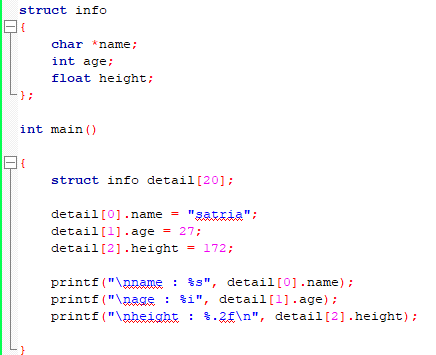 struct info
{
char *name;
int age;
float height;
};
int main()
{
struct info detail[20];
detail[0].name = "satria";
detail[1].age = 27;
detail[2].height = 172;
printf("\nname : %s", detail[0].name);
printf("\nage : %i", detail[1].age);
printf("\nheight : %.2f\n", detail[2].height);
}